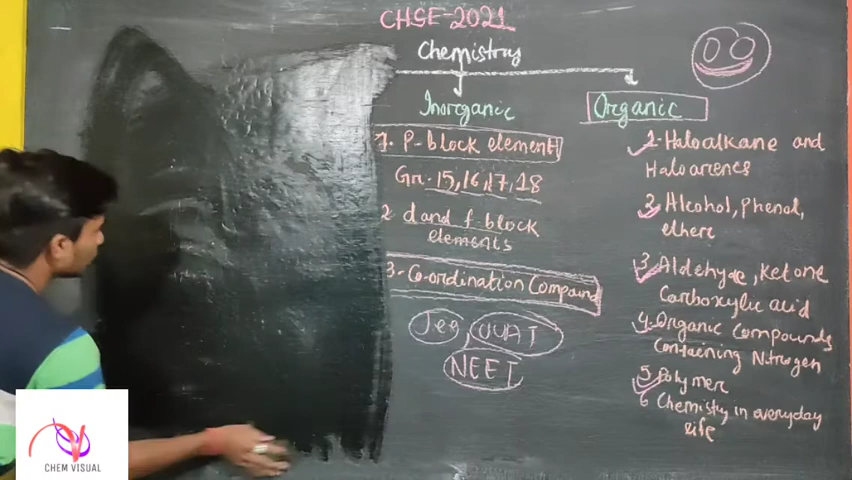 CHSE-2021
Chemistry
Inorganic
1. P-block element
Gr. 15, 16, 17, 18
2 d and f block
elements
3-Co-ordination Compound
Jee, OUAT
NEET
Organic
1-Haloalkane and
Haloarenes
2 Alcohol, Phenol,
ethers
3 Aldehyde, Ketone
Carboxylic acid
4-Organic Compounds
Containing Nitrogen
5 Polymer
6 Chemistry in everyday
life
CHEM VISUAL